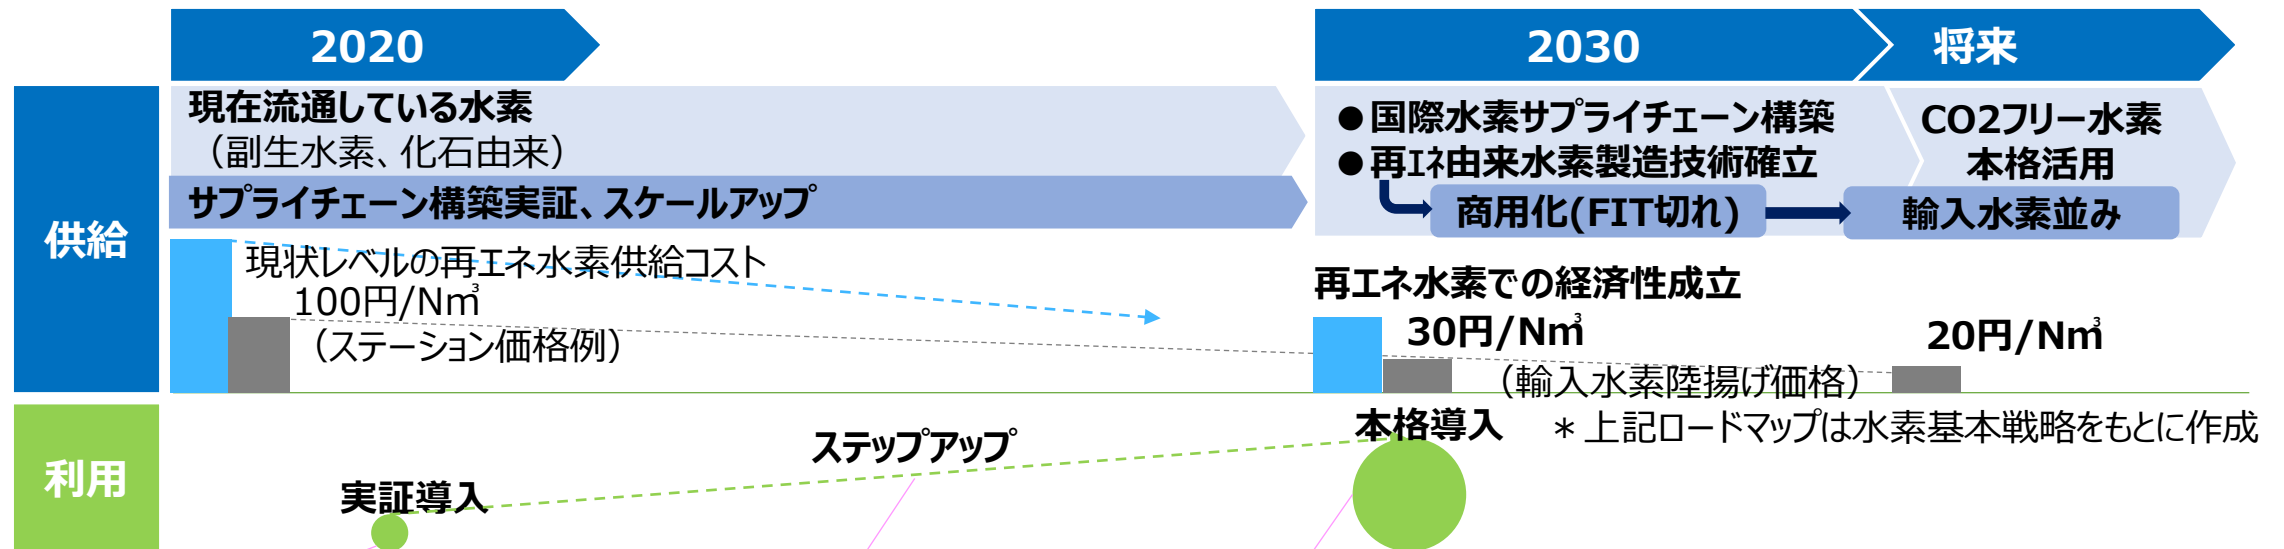 2020
2030
将来
供給
現在流通している水素
（副生水素、化石由来）
サプライチェーン構築実証、スケールアップ
●国際水素サプライチェーン構築
●再エネ由来水素製造技術確立
商用化(FIT切れ)
CO2フリー水素
本格活用
輸入水素並み
現状レベルの再エネ水素供給コスト
100円/N㎥
（ステーション価格例）
再エネ水素での経済性成立
30円/N㎥
（輸入水素陸揚げ価格）
20円/N㎥
利用
実証導入
ステップアップ
本格導入
＊上記ロードマップは水素基本戦略をもとに作成